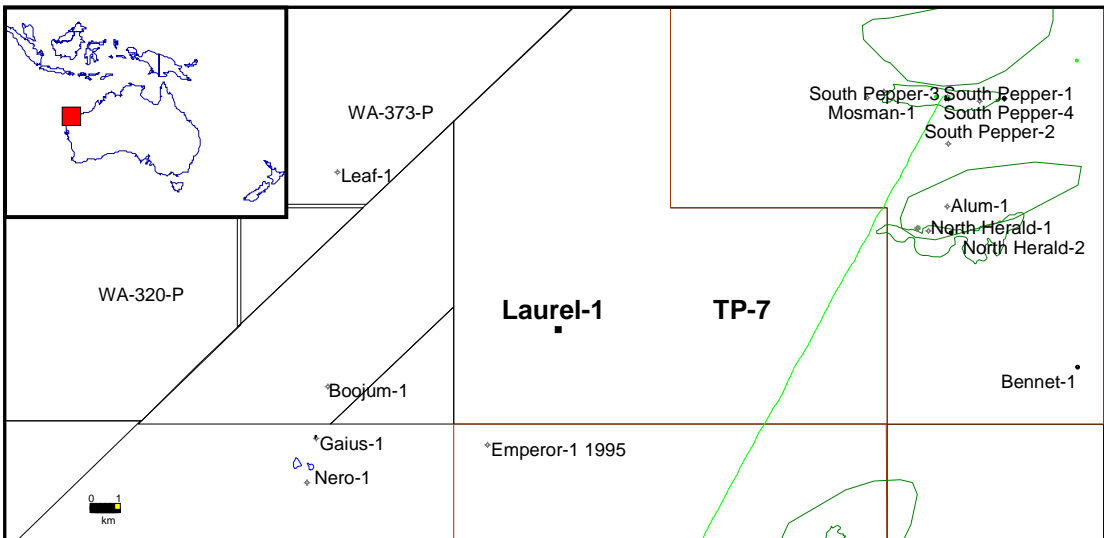 WA-373-P
South Pepper-3
South Pepper-1
Mosman-1
South Pepper-4
South Pepper-2
Leaf-1
Alum-1
North Herald-1
North Herald-2
WA-320-P
Laurel-1
TP-7
Boojum-1
Bennet-1
Gaius-1
Emperor-1 1995
Nero-1
0 1
km